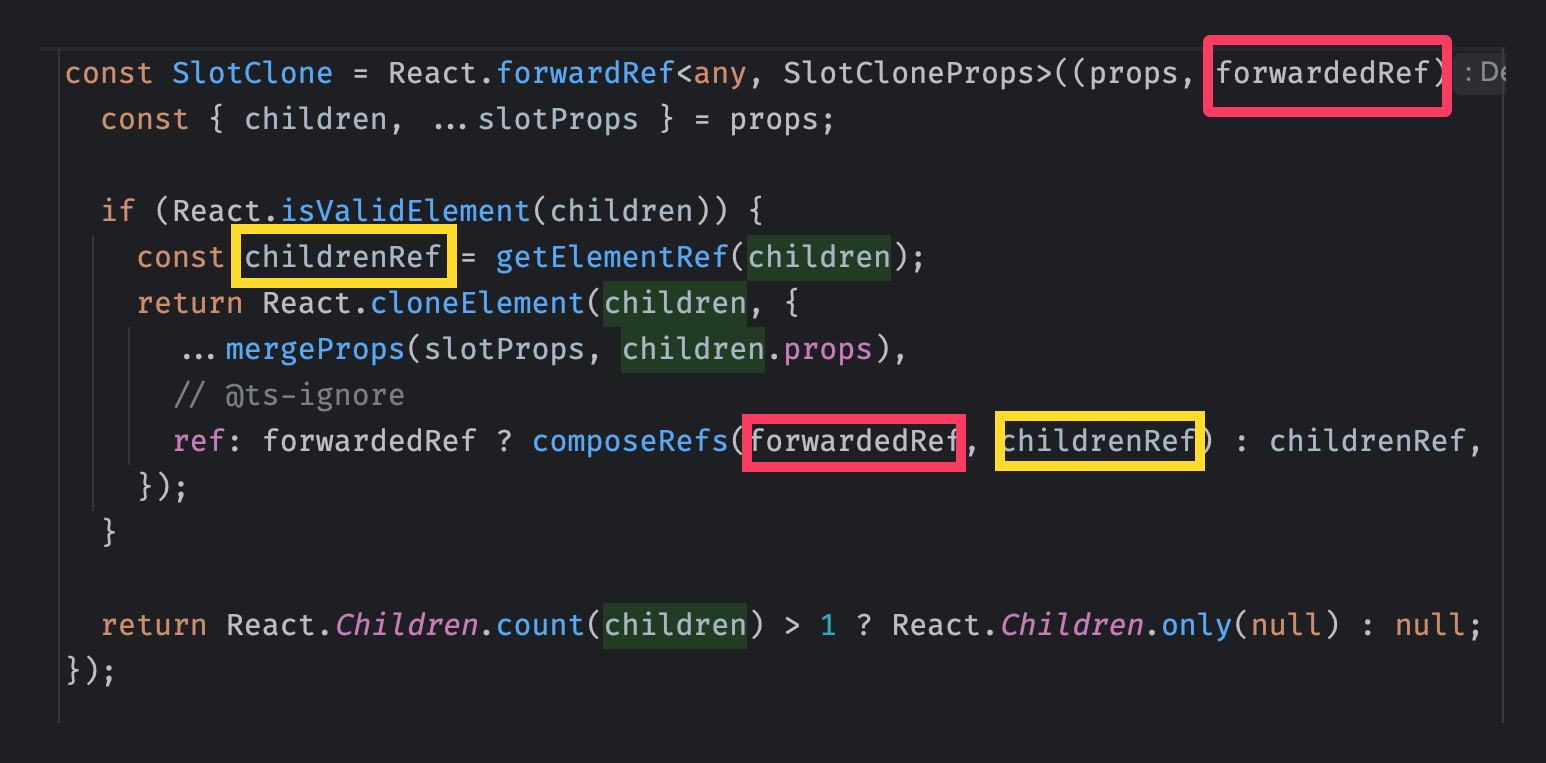 const SlotClone = React.forwardRef<any, SlotCloneProps>((props, forwardedRef) : De
const { children, ...slotProps } = props;
if (React.isValidElement(children)) {
const childrenRef = getElementRef(children);
return React.cloneElement(children, {
...mergeProps(slotProps, children.props),
// @ts-ignore
ref: forwardedRef ? composeRefs(forwardedRef, childrenRef) : childrenRef,
});
}
return React.Children.count(children) > 1 ? React.Children.only(null) : null;
});